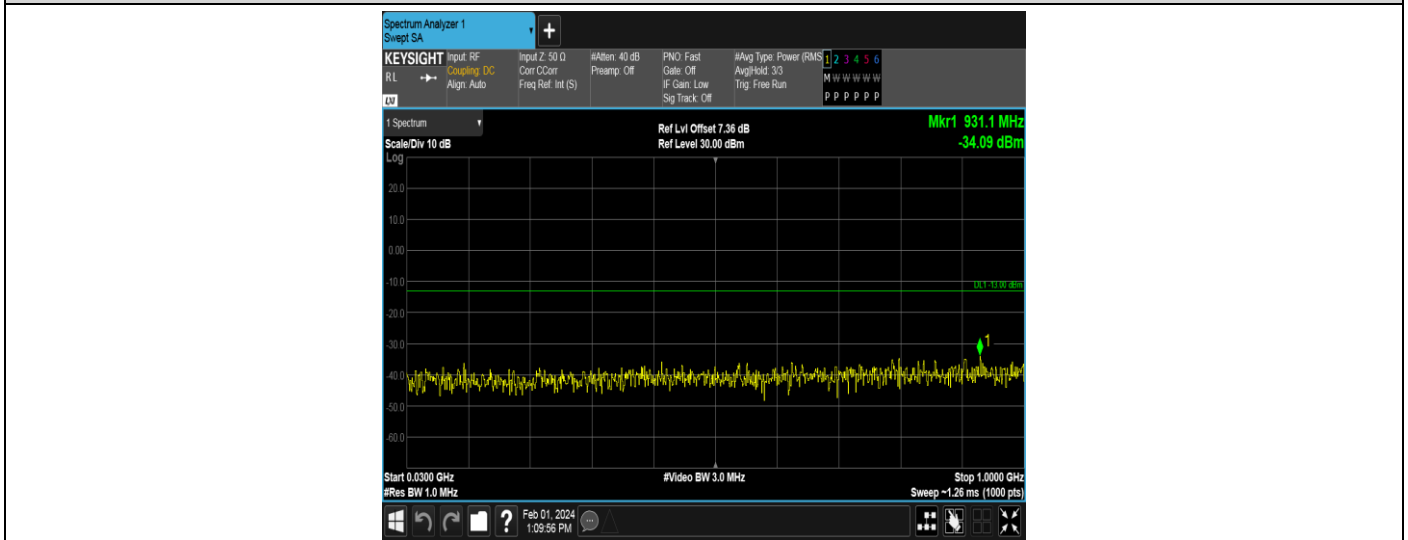 Spectrum Analyzer 1
Swept SA
+
KEYSIGHT
RL
LXI
Input: RF
Coupling: DC
Align: Auto
Input Z: 50 Ω
Corr CCorr
Freq Ref: Int (S)
#Atten: 40 dB
Preamp: Off
PNO: Fast
Gate: Off
IF Gain: Low
Sig Track: Off
#Avg Type: Power (RMS
Avg|Hold: 3/3
Trig: Free Run
1 2 3 4 5 6
M W W W W W
P P P P P P
1 Spectrum
Scale/Div 10 dB
Log
Ref Lvl Offset 7.36 dB
Ref Level 30.00 dBm
Mkr1 931.1 MHz
-34.09 dBm
20.0
10.0
0.00
-10.0
DL1 -13.00 dBm
-20.0
-30.0
1
-40.0
-50.0
-60.0
Start 0.0300 GHz
#Res BW 1.0 MHz
#Video BW 3.0 MHz
Stop 1.0000 GHz
Sweep ~1.26 ms (1000 pts)
?
Feb 01, 2024
1:09:56 PM